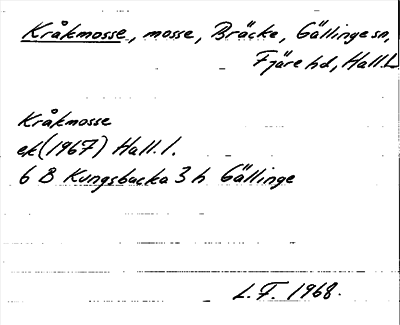 Kråkmosse, mosse, Bräcke, Gällinge sn,
Fjäre hd, Hall.L
Kråkmosse
ek (1967) Hall. l.
6 B Kungsbacka 3 h Gällinge
L.F. 1968.